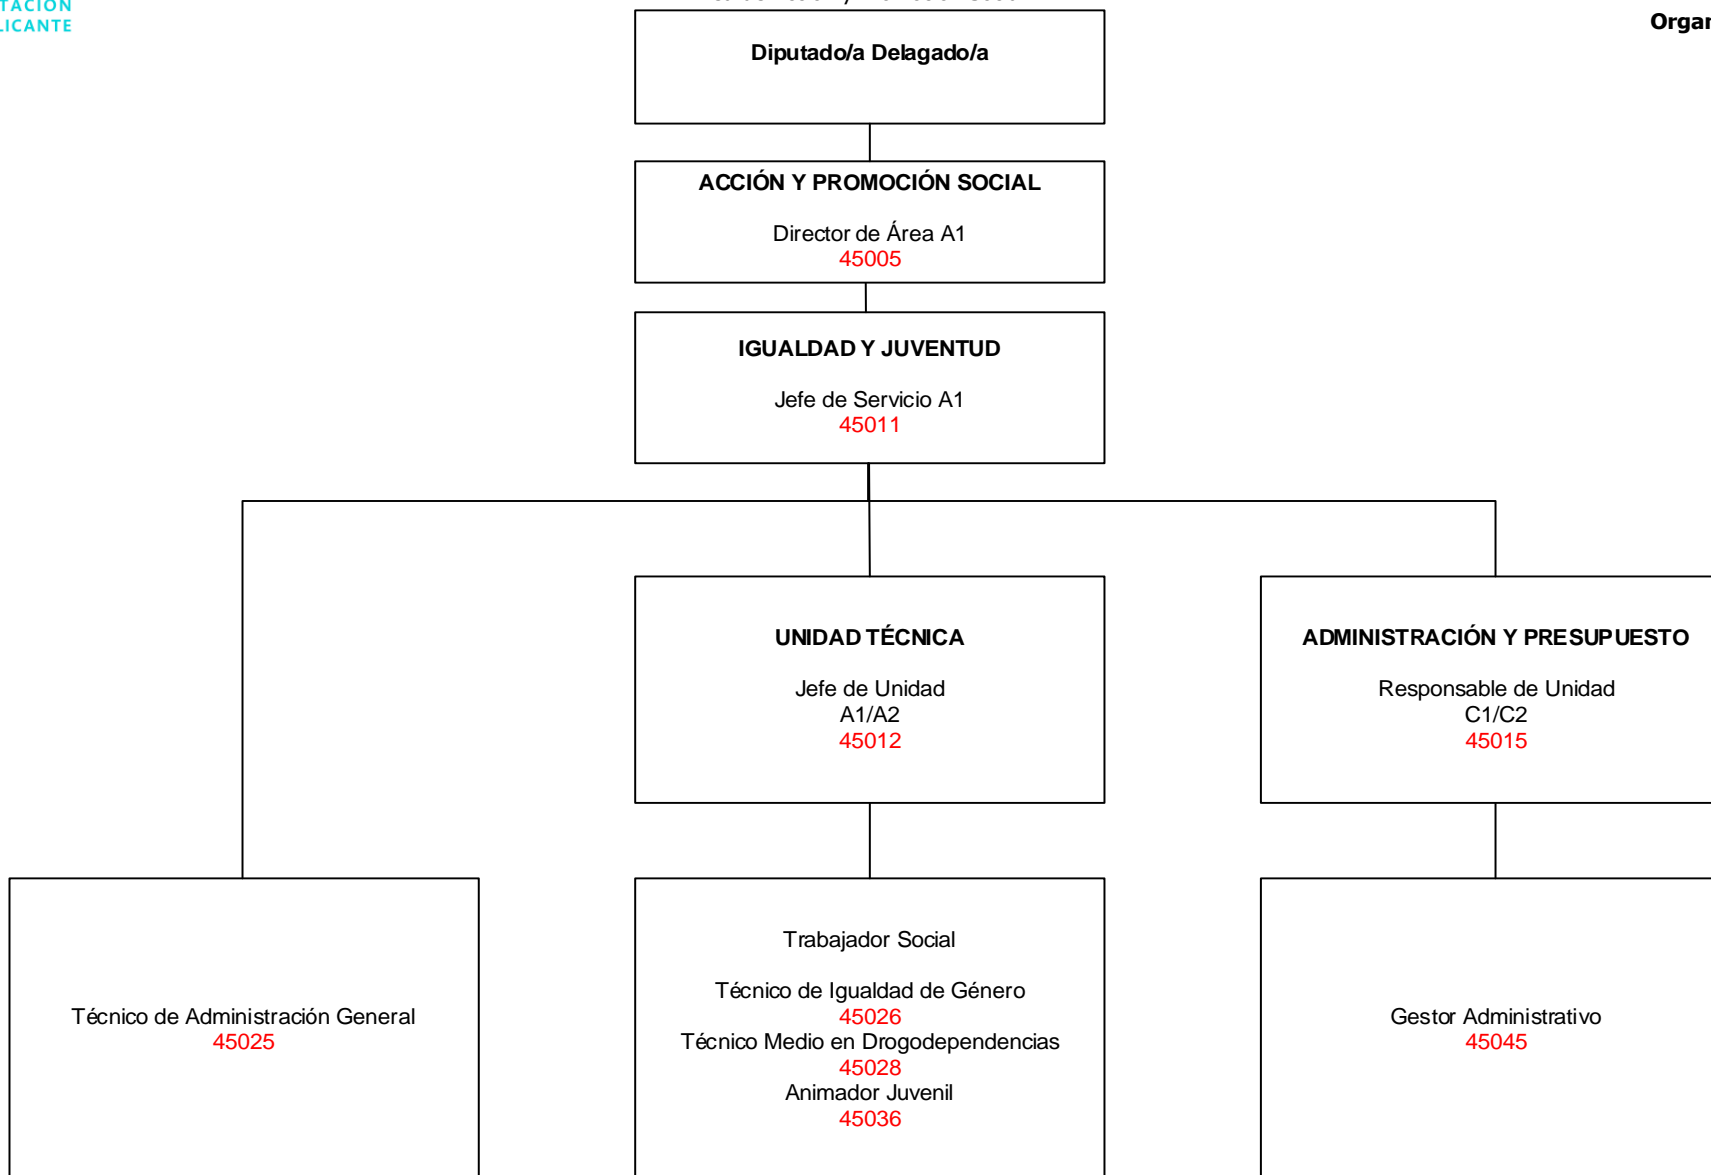 Diputado/a Delagado/a
ACCIÓN Y PROMOCIÓN SOCIAL
Director de Área A1
45005
IGUALDAD Y JUVENTUD
Jefe de Servicio A1
45011
UNIDAD TÉCNICA
Jefe de Unidad
A1/A2
45012
ADMINISTRACIÓN Y PRESUPUESTO
Responsable de Unidad
C1/C2
45015
Técnico de Administración General
45025
Trabajador Social
Técnico de Igualdad de Género
45026
Técnico Medio en Drogodependencias
45028
Animador Juvenil
45036
Gestor Administrativo
45045